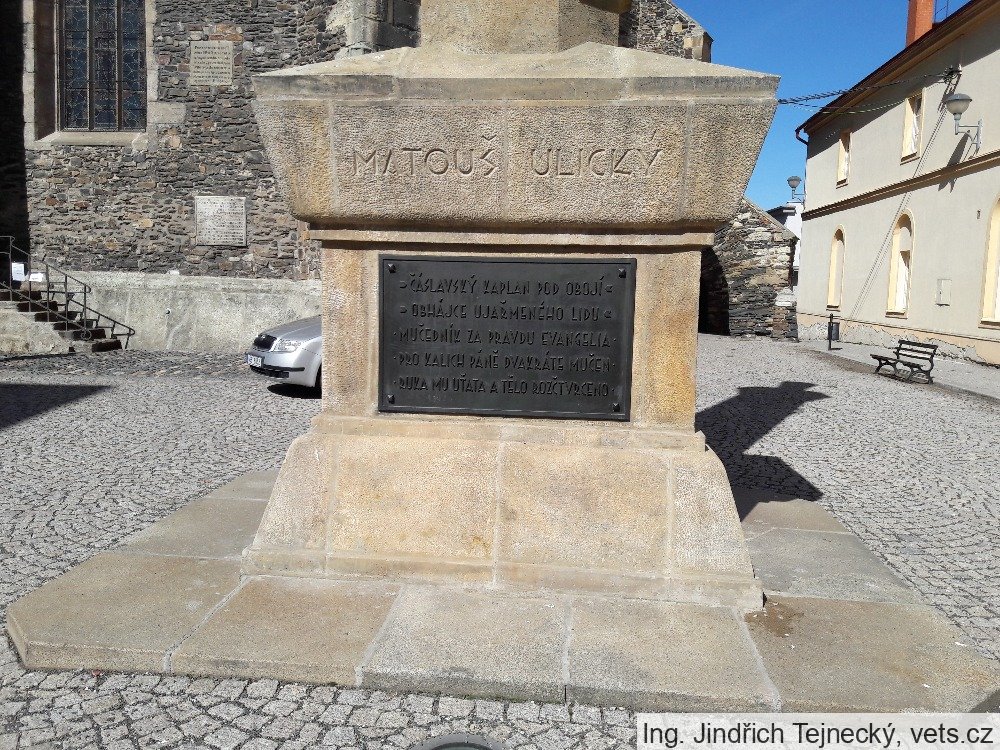 MATOUŠ ULICKÝ
ČÁSLAVSKÝ KAPLAN POD OBOJÍ
OBHÁJCE UJAŘMENÉHO LIDU
MUČEDNÍK ZA PRAVDU EVANGELIA
PRO KALICH PÁNĚ DVAKRÁTE MUČEN
RUKA MU UŤATA A TĚLO ROZČTVRCENO
Ing. Jindřich Tejnecký, vets.cz